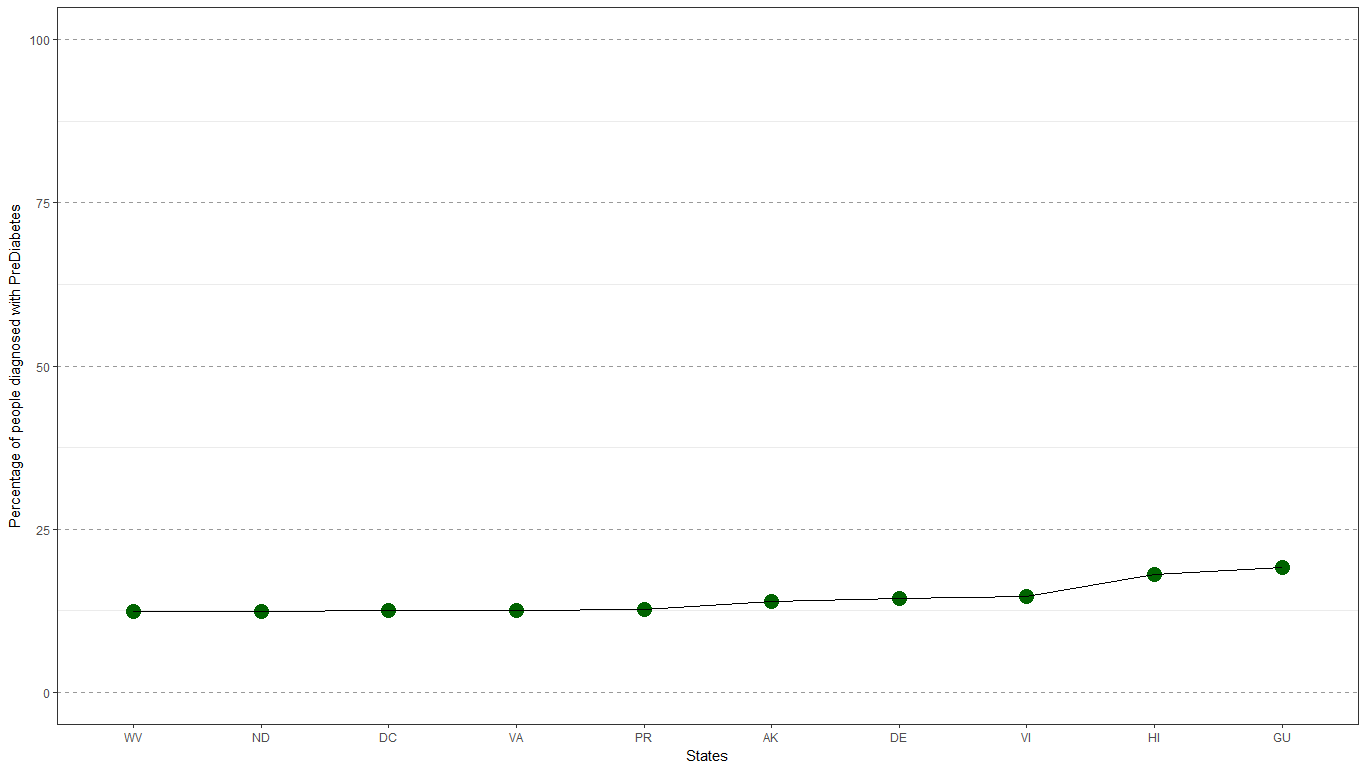 Percentage of people diagnosed with PreDiabetes
100
75
50
25
0
WV ND DC VA PR AK DE VI HI GU
States